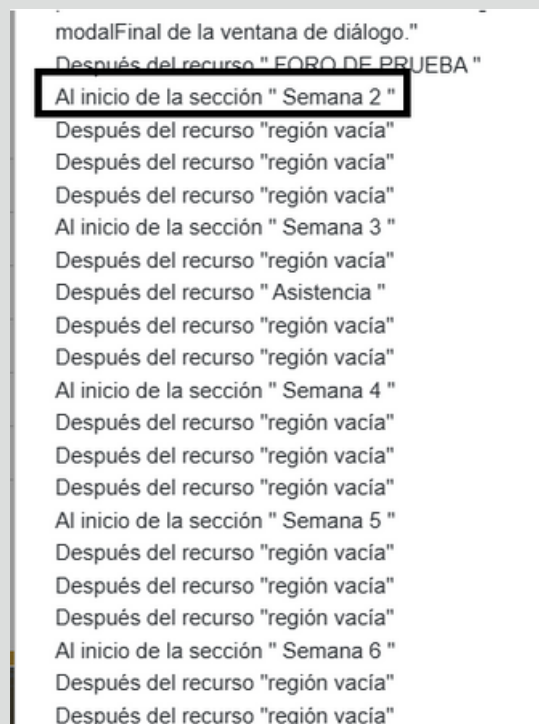 modalFinal de la ventana de diálogo."
Después del recurso " FORO DE PRUEBA "
Al inicio de la sección " Semana 2 "
Después del recurso "región vacía"
Después del recurso "región vacía"
Después del recurso "región vacía"
Al inicio de la sección " Semana 3 "
Después del recurso "región vacía"
Después del recurso " Asistencia "
Después del recurso "región vacía"
Después del recurso "región vacía"
Al inicio de la sección " Semana 4 "
Después del recurso "región vacía"
Después del recurso "región vacía"
Después del recurso "región vacía"
Al inicio de la sección " Semana 5 "
Después del recurso "región vacía"
Después del recurso "región vacía"
Después del recurso "región vacía"
Al inicio de la sección " Semana 6 "
Después del recurso "región vacía"
Después del recurso "región vacía"